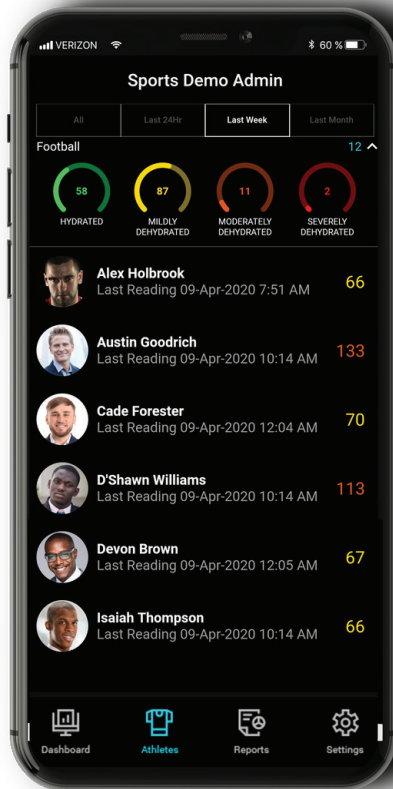 VERIZON 60 %
Sports Demo Admin
All Last 24Hr Last Week Last Month
Football 12
58 87 11 2
HYDRATED MILDLY DEHYDRATED MODERATELY DEHYDRATED SEVERELY DEHYDRATED
Alex Holbrook
Last Reading 09-Apr-2020 7:51 AM 66
Austin Goodrich
Last Reading 09-Apr-2020 10:14 AM 133
Cade Forester
Last Reading 09-Apr-2020 12:04 AM 70
D'Shawn Williams
Last Reading 09-Apr-2020 10:14 AM 113
Devon Brown
Last Reading 09-Apr-2020 12:05 AM 67
Isaiah Thompson
Last Reading 09-Apr-2020 10:14 AM 66
Dashboard Athletes Reports Settings